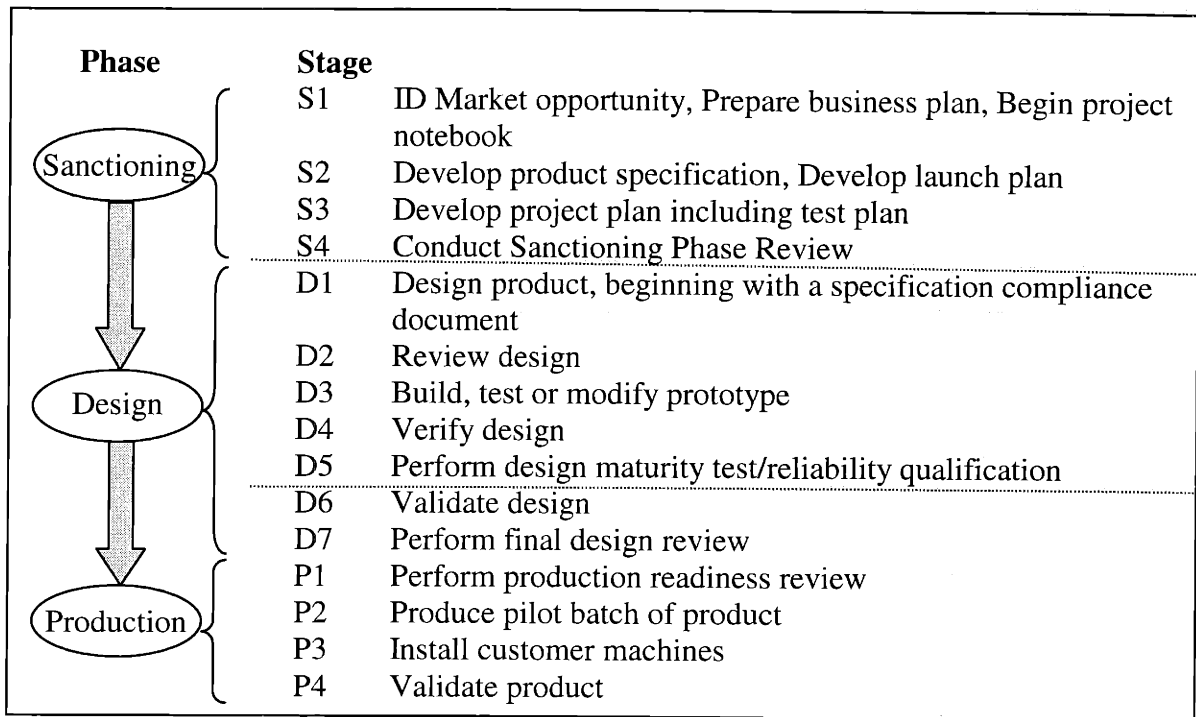 Phase Stage
S1 ID Market opportunity, Prepare business plan, Begin project
notebook
Sanctioning
S2 Develop product specification, Develop launch plan
S3 Develop project plan including test plan
S4 Conduct Sanctioning Phase Review
D1 Design product, beginning with a specification compliance
document
D2 Review design
D3 Build, test or modify prototype
Design
D4 Verify design
D5 Perform design maturity test/reliability qualification
D6 Validate design
D7 Perform final design review
P1 Perform production readiness review
P2 Produce pilot batch of product
Production
P3 Install customer machines
P4 Validate product